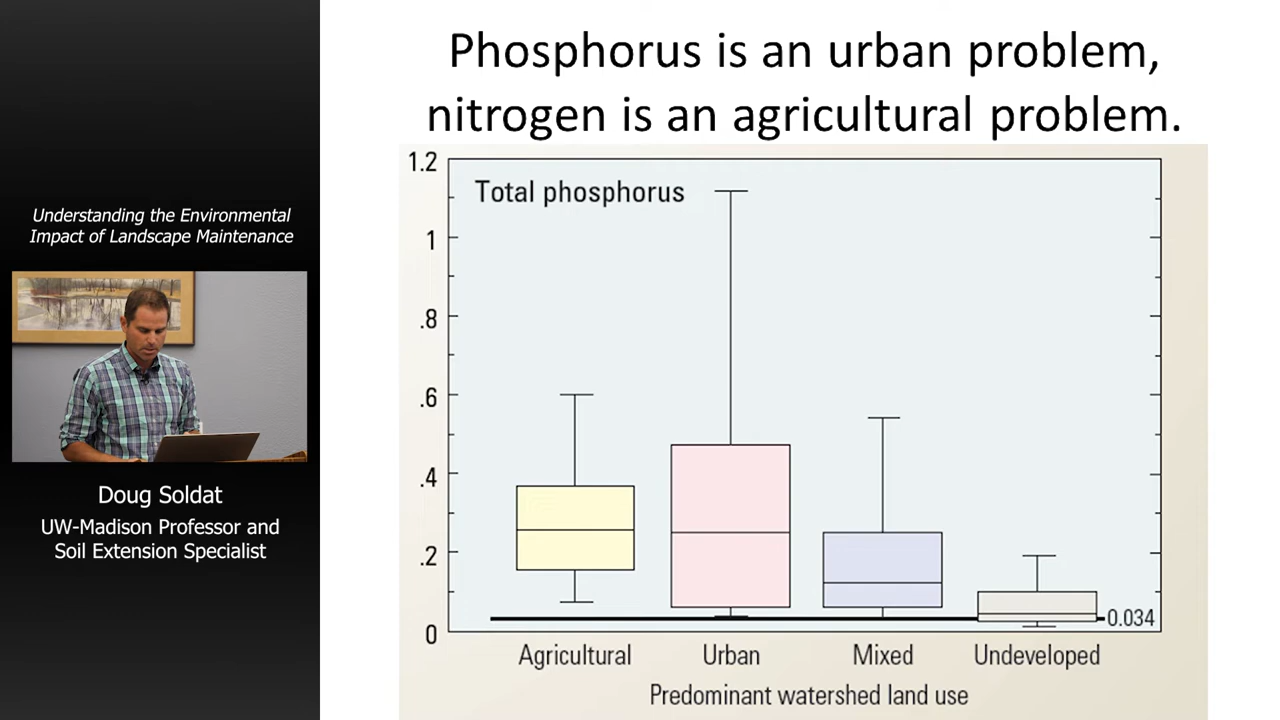 Phosphorus is an urban problem,
nitrogen is an agricultural problem.
Understanding the Environmental
Impact of Landscape Maintenance
Doug Soldat
UW-Madison Professor and
Soil Extension Specialist
Total phosphorus
1.2
1
.8
.6
.4
.2
0
0.034
Agricultural
Urban
Mixed
Undeveloped
Predominant watershed land use